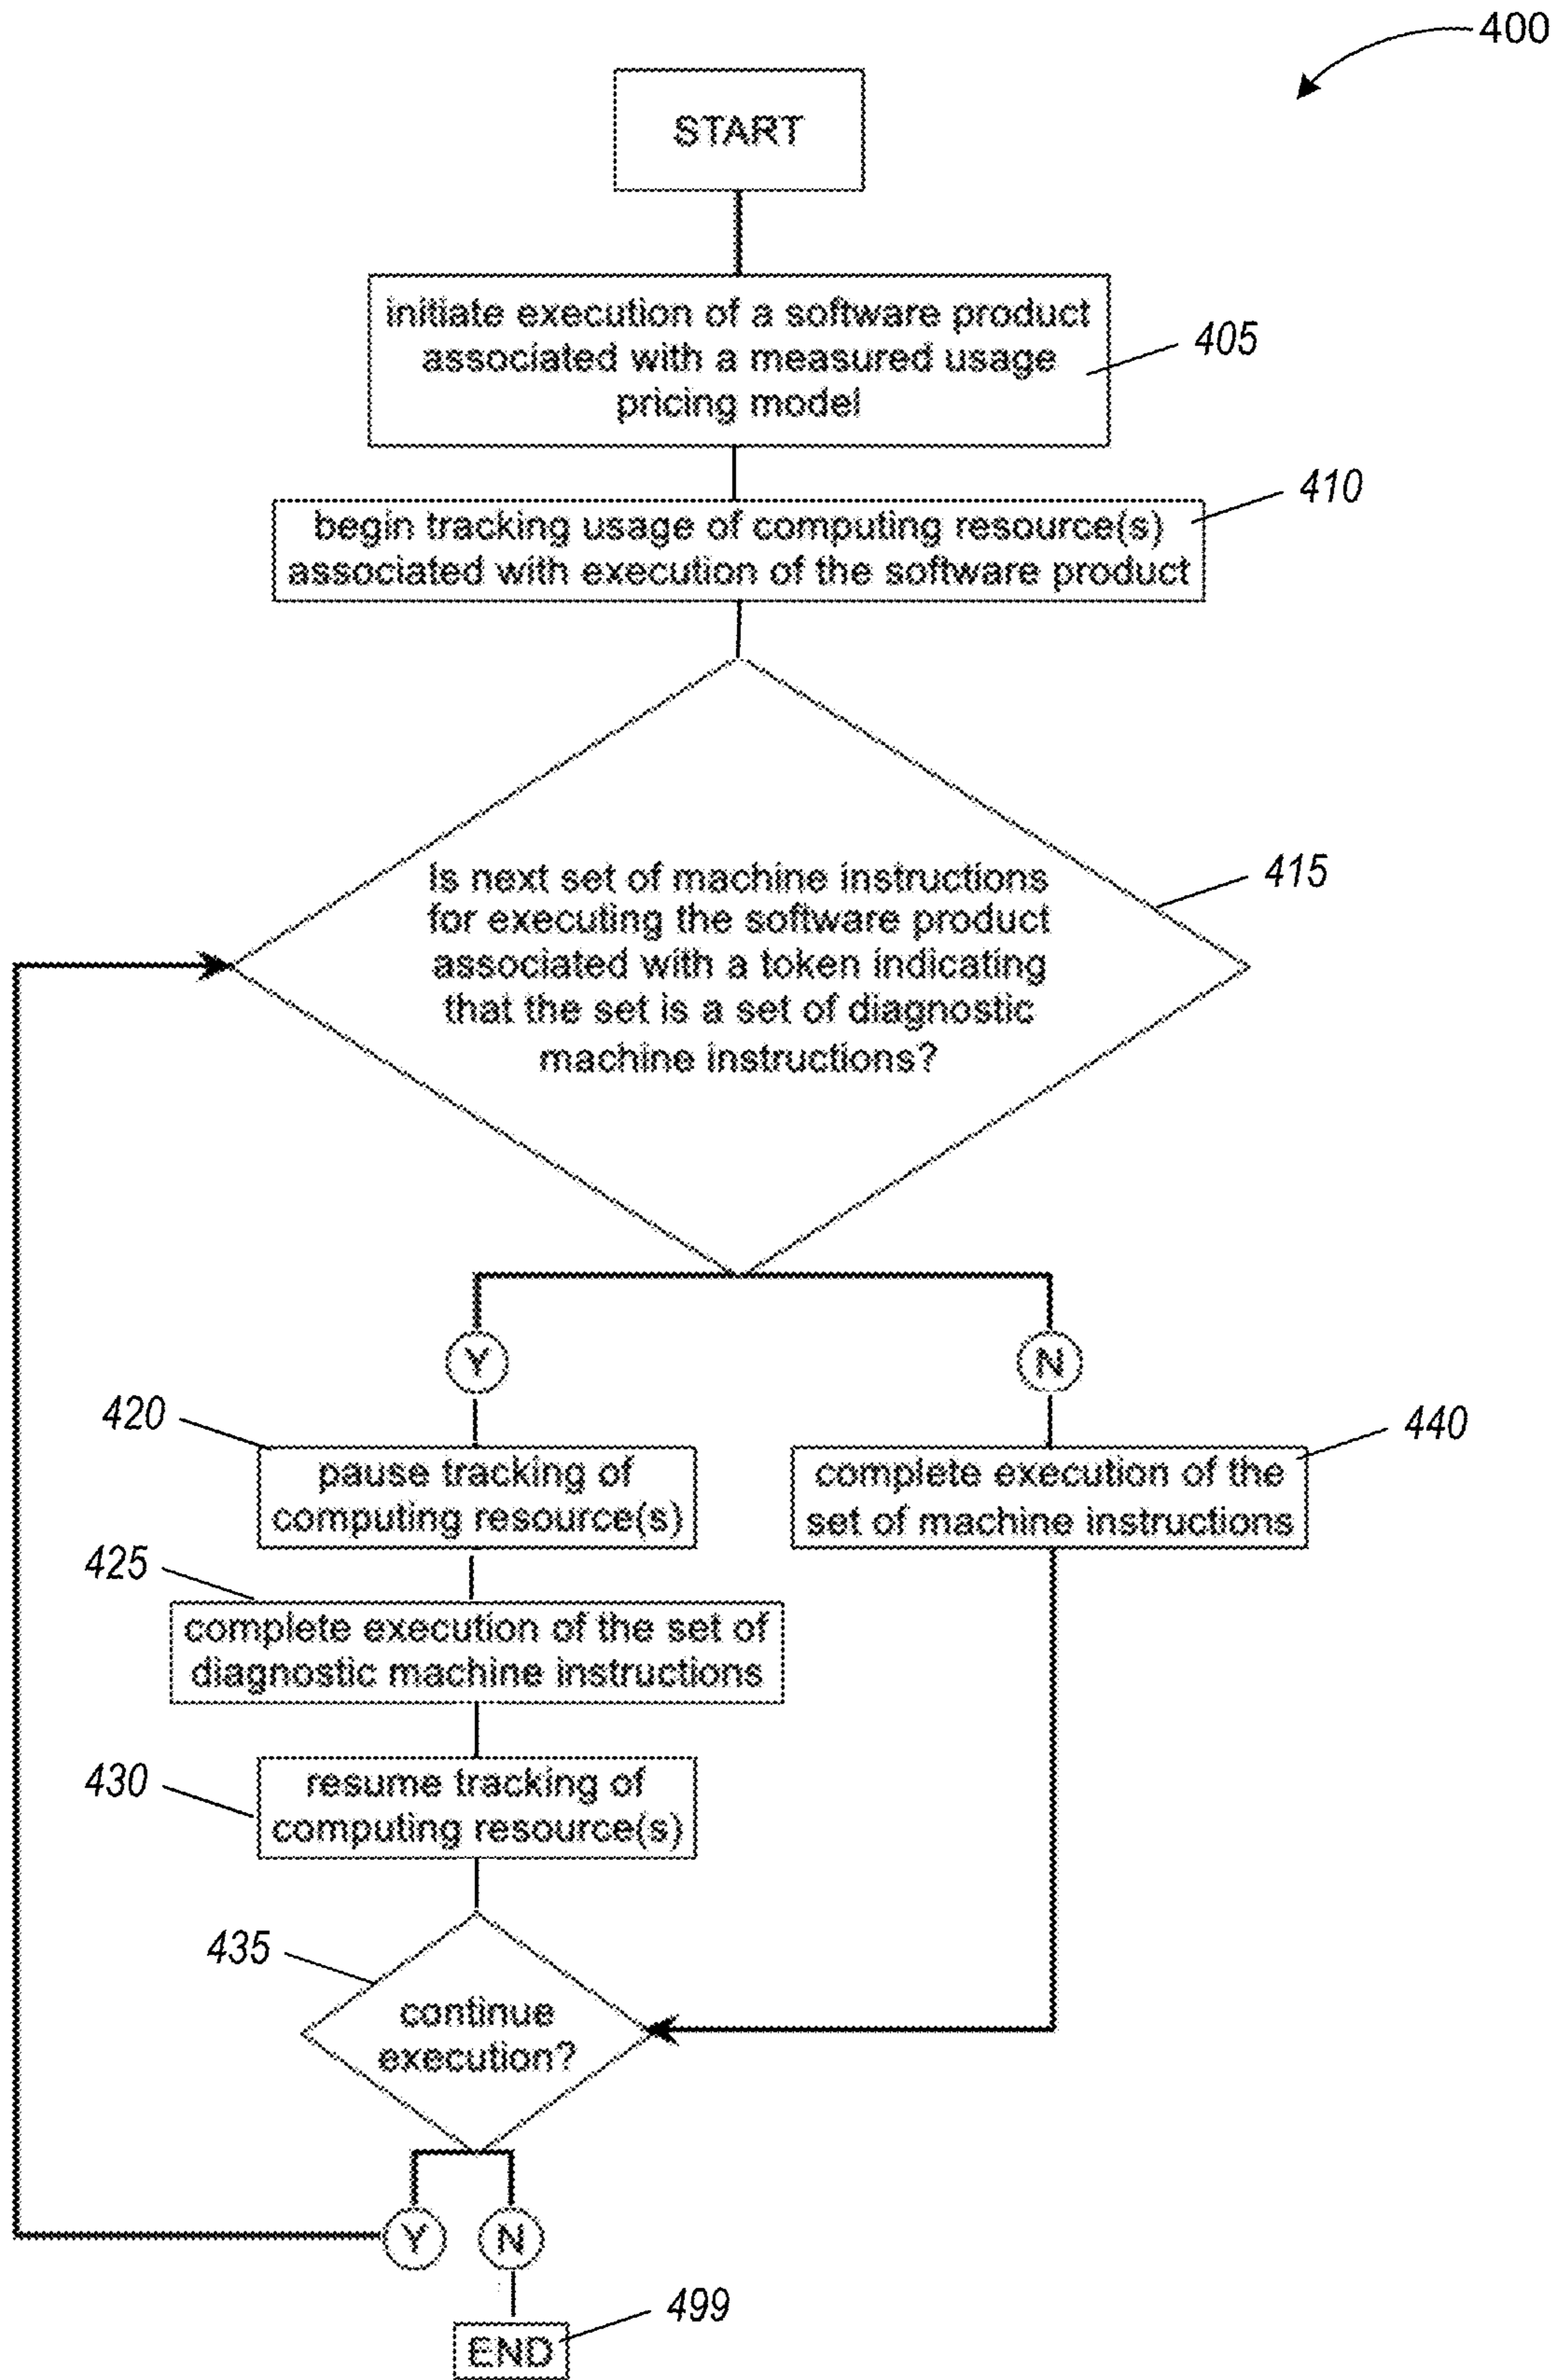 400
START
initiate execution of a software product
associated with a measured usage
pricing model
405
410
begin tracking usage of computing resource(s)
associated with execution of the software product
Is next set of machine instructions
for executing the software product
associated with a token indicating
that the set is a set of diagnostic
machine instructions?
415
Y
N
420
pause tracking of
computing resource(s)
440
complete execution of the
set of machine instructions
425
complete execution of the set of
diagnostic machine instructions
430
resume tracking of
computing resource(s)
435
continue
execution?
Y
N
499
END